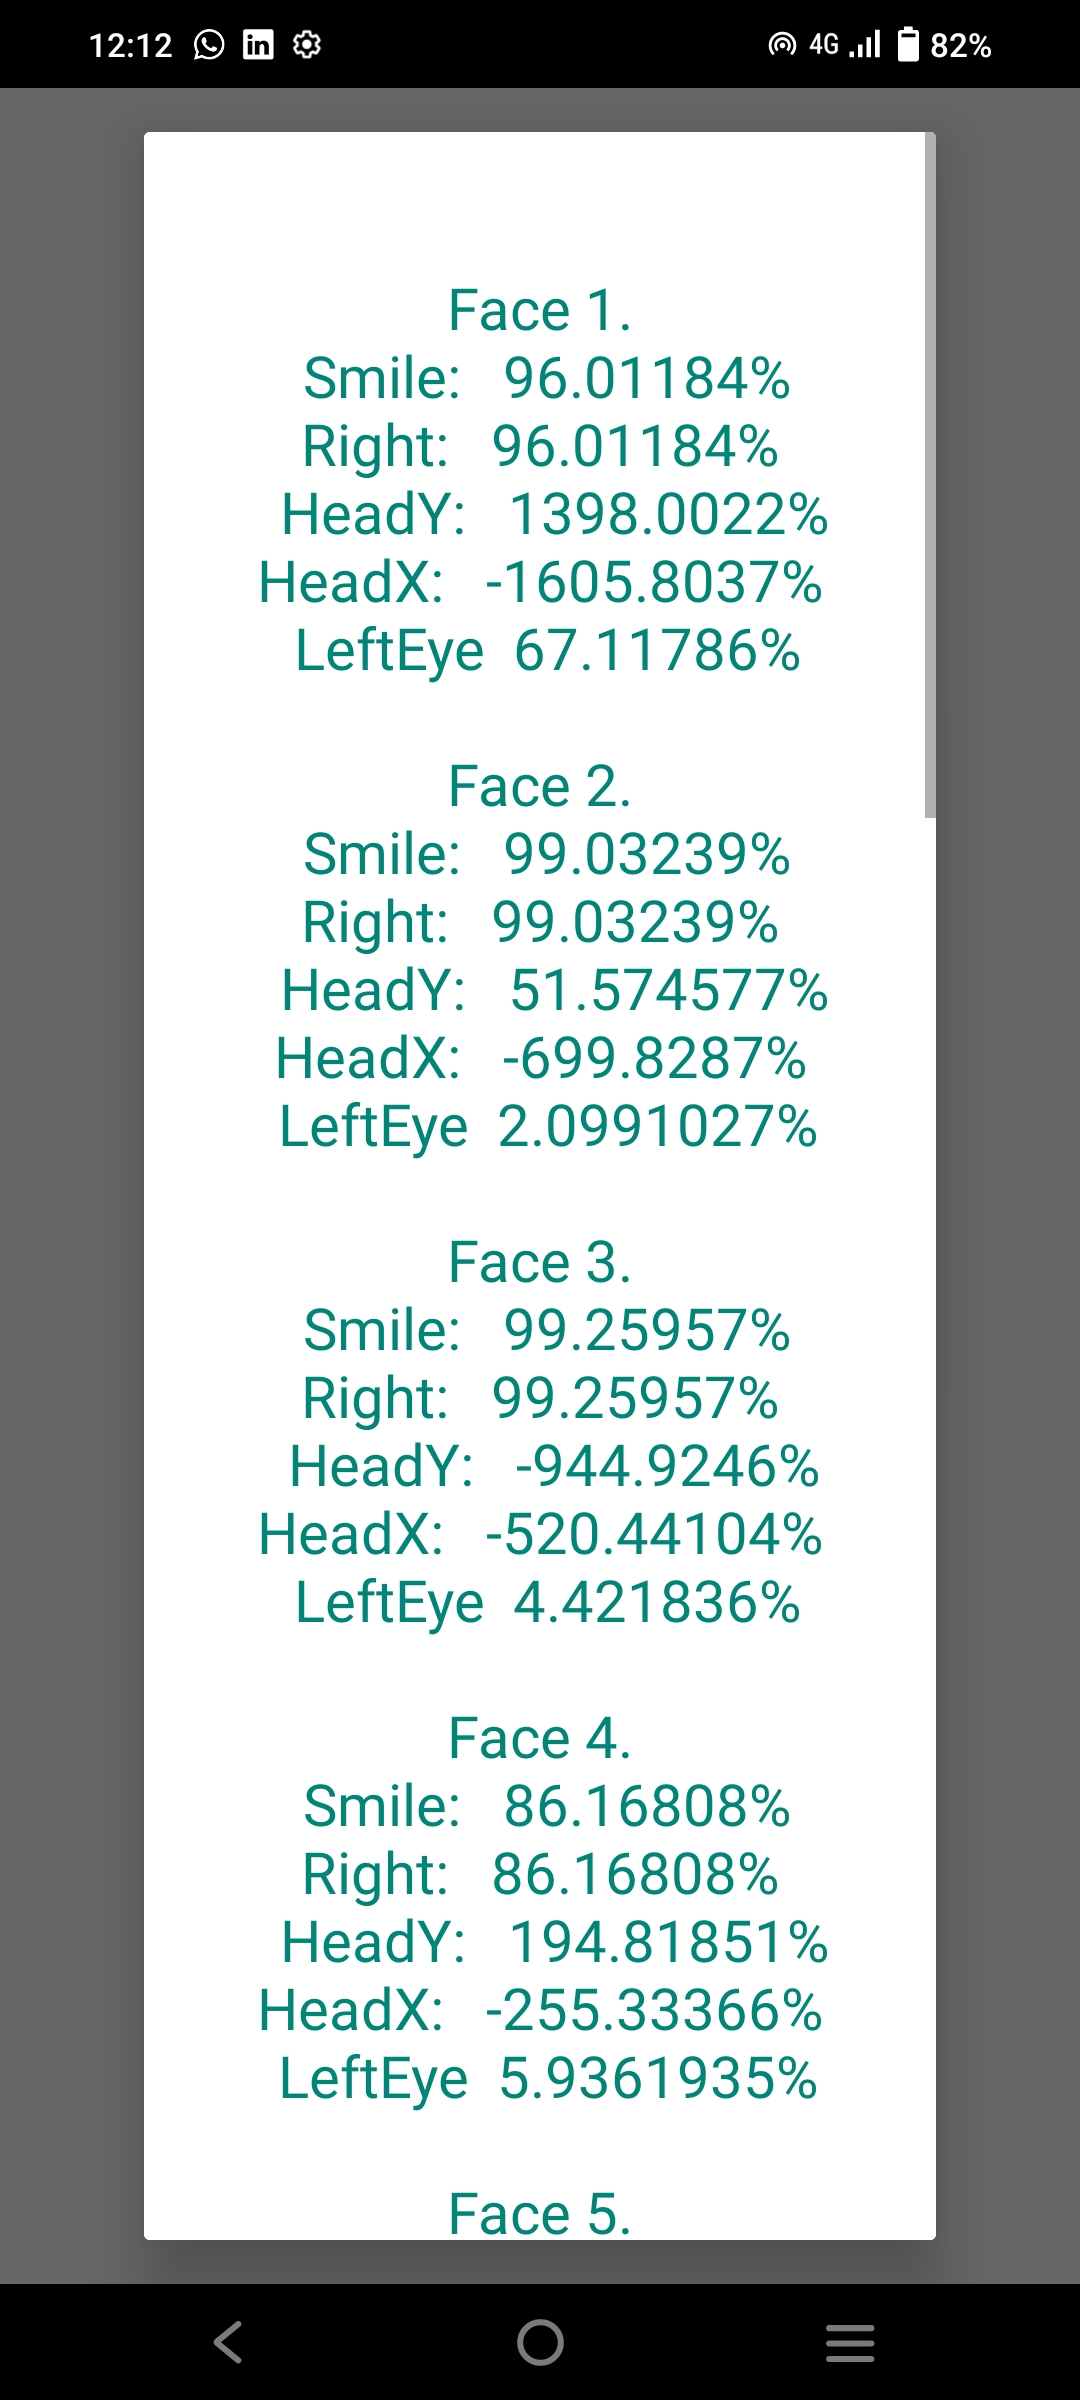 12:12 in 4G 82%
Face 1.
Smile: 96.01184%
Right: 96.01184%
HeadY: 1398.0022%
HeadX: -1605.8037%
LeftEye 67.11786%
Face 2.
Smile: 99.03239%
Right: 99.03239%
HeadY: 51.574577%
HeadX: -699.8287%
LeftEye 2.0991027%
Face 3.
Smile: 99.25957%
Right: 99.25957%
HeadY: -944.9246%
HeadX: -520.44104%
LeftEye 4.421836%
Face 4.
Smile: 86.16808%
Right: 86.16808%
HeadY: 194.81851%
HeadX: -255.33366%
LeftEye 5.9361935%
Face 5.